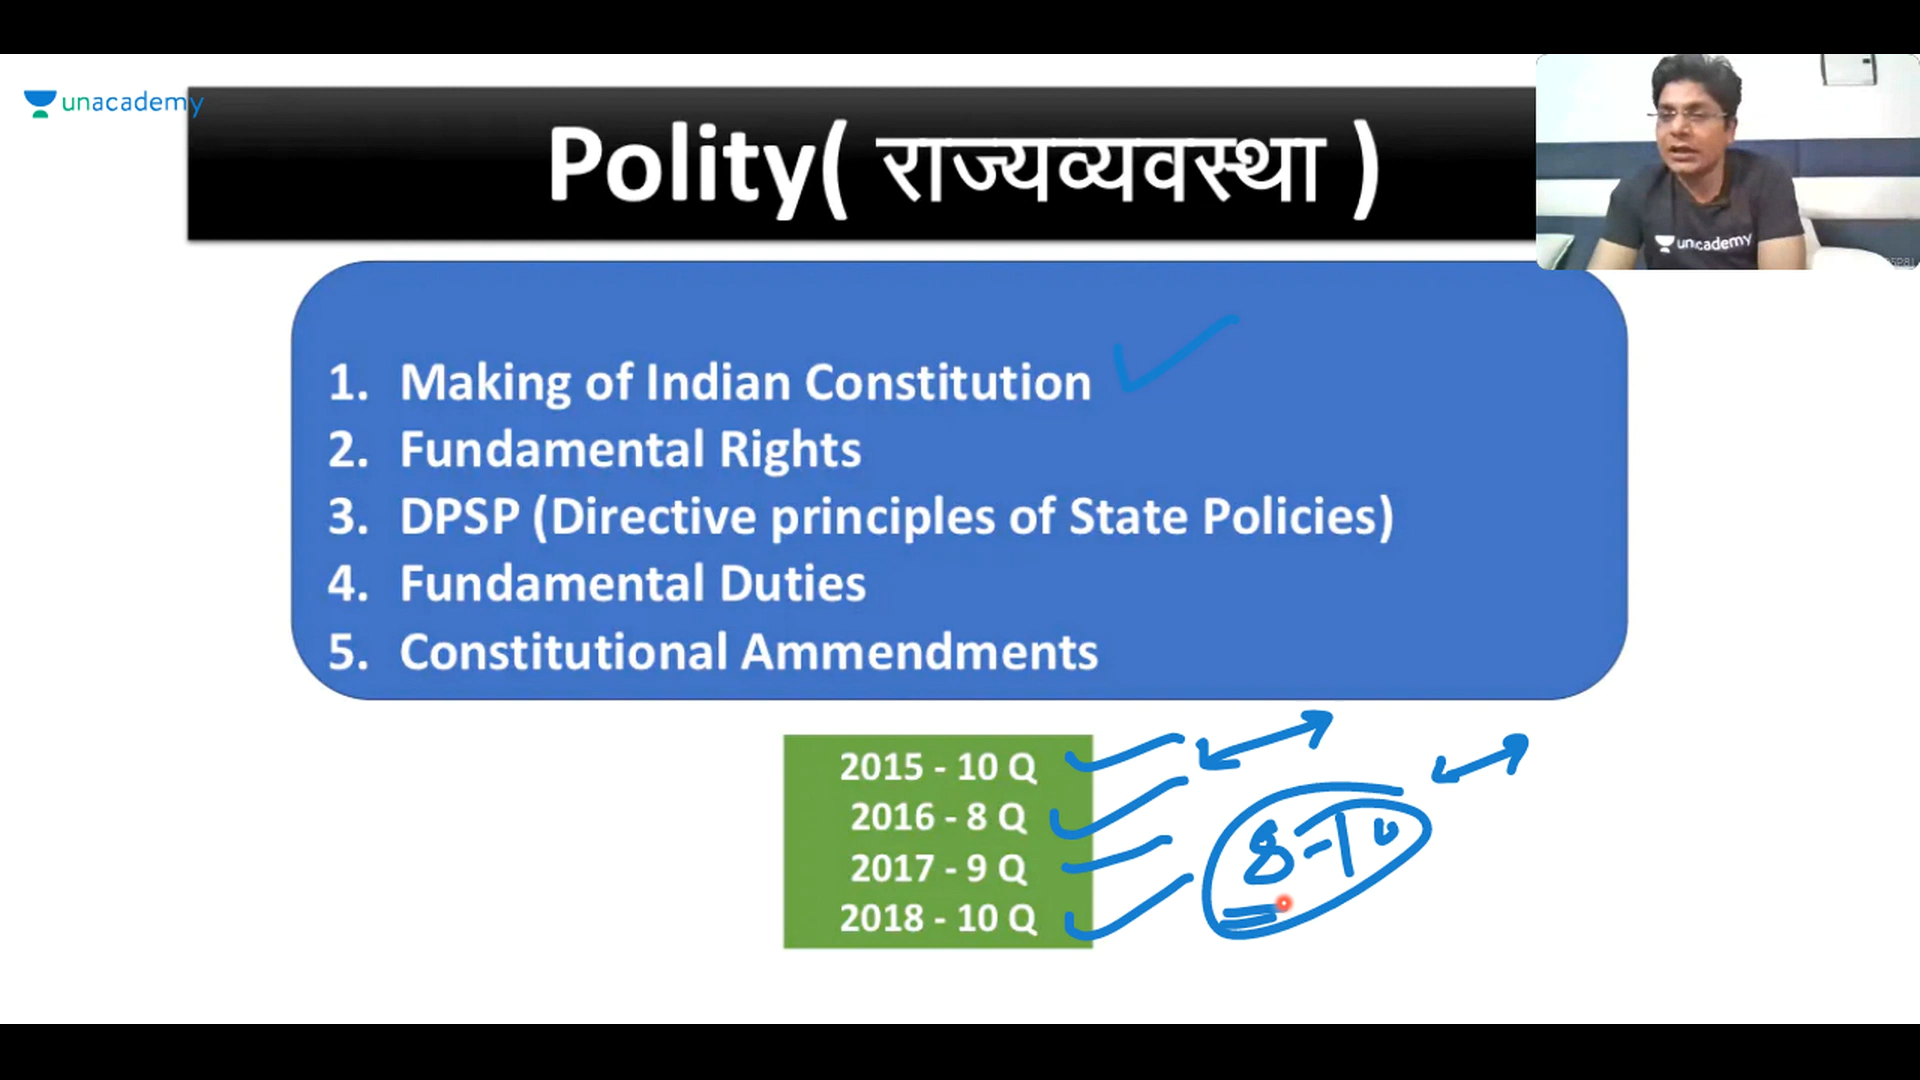 unacademy
Polity( राज्यव्यवस्था )
unacademy
1. Making of Indian Constitution
2. Fundamental Rights
3. DPSP (Directive principles of State Policies)
4. Fundamental Duties
5. Constitutional Ammendments
2015 - 10 Q
2016 - 8 Q
2017 - 9 Q
2018 - 10 Q
8-10